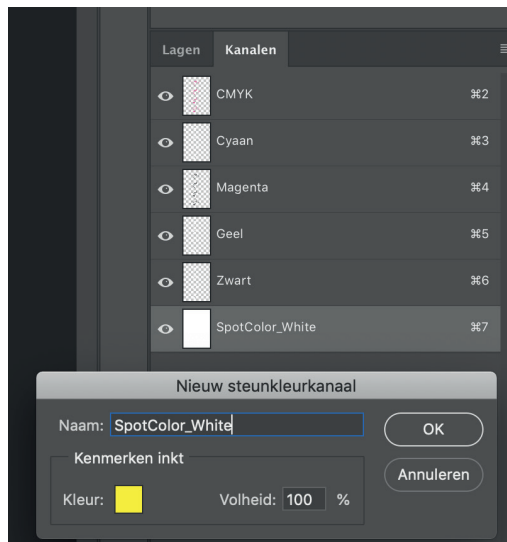 Lagen Kanalen
CMYK ⌘2
Cyaan ⌘3
Magenta ⌘4
Geel ⌘5
Zwart ⌘6
SpotColor_White ⌘7
Nieuw steunkleurkanaal
Naam: SpotColor_White OK
Kenmerken inkt
Annuleren
Kleur: Volheid: 100 %